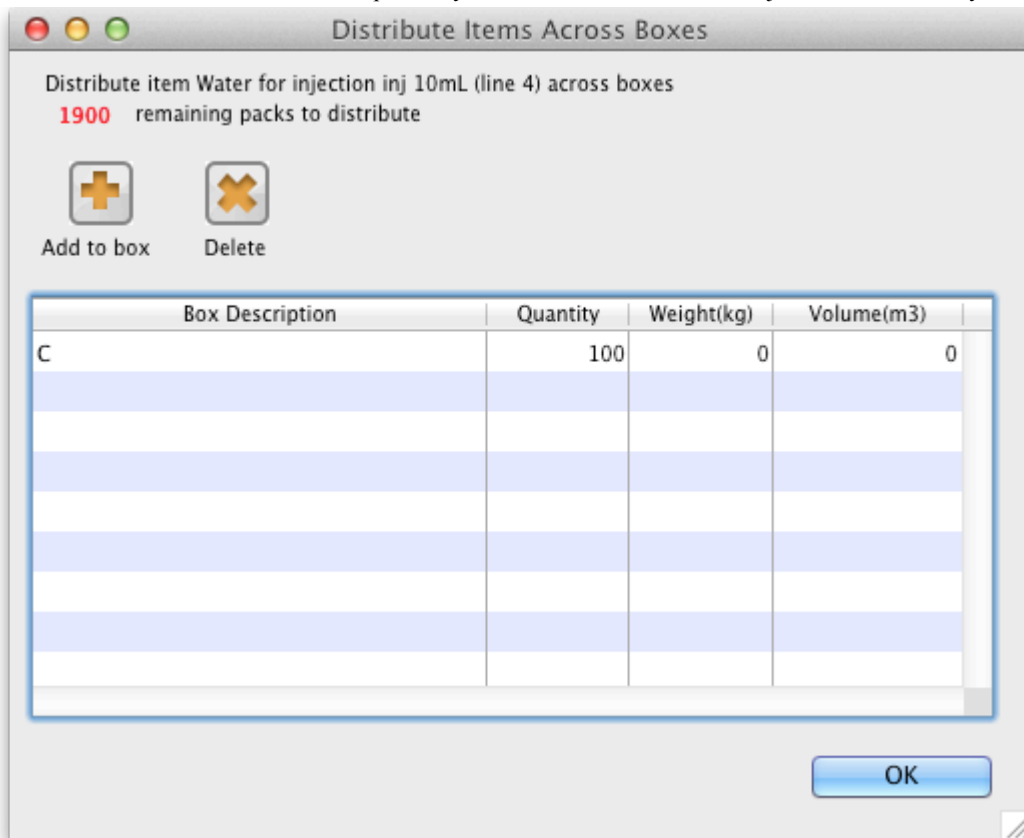 Distribute Items Across Boxes
Distribute item Water for injection inj 10mL (line 4) across boxes
1900 remaining packs to distribute
Add to box Delete
Box Description Quantity Weight(kg) Volume(m3)
C 100 0 0
OK